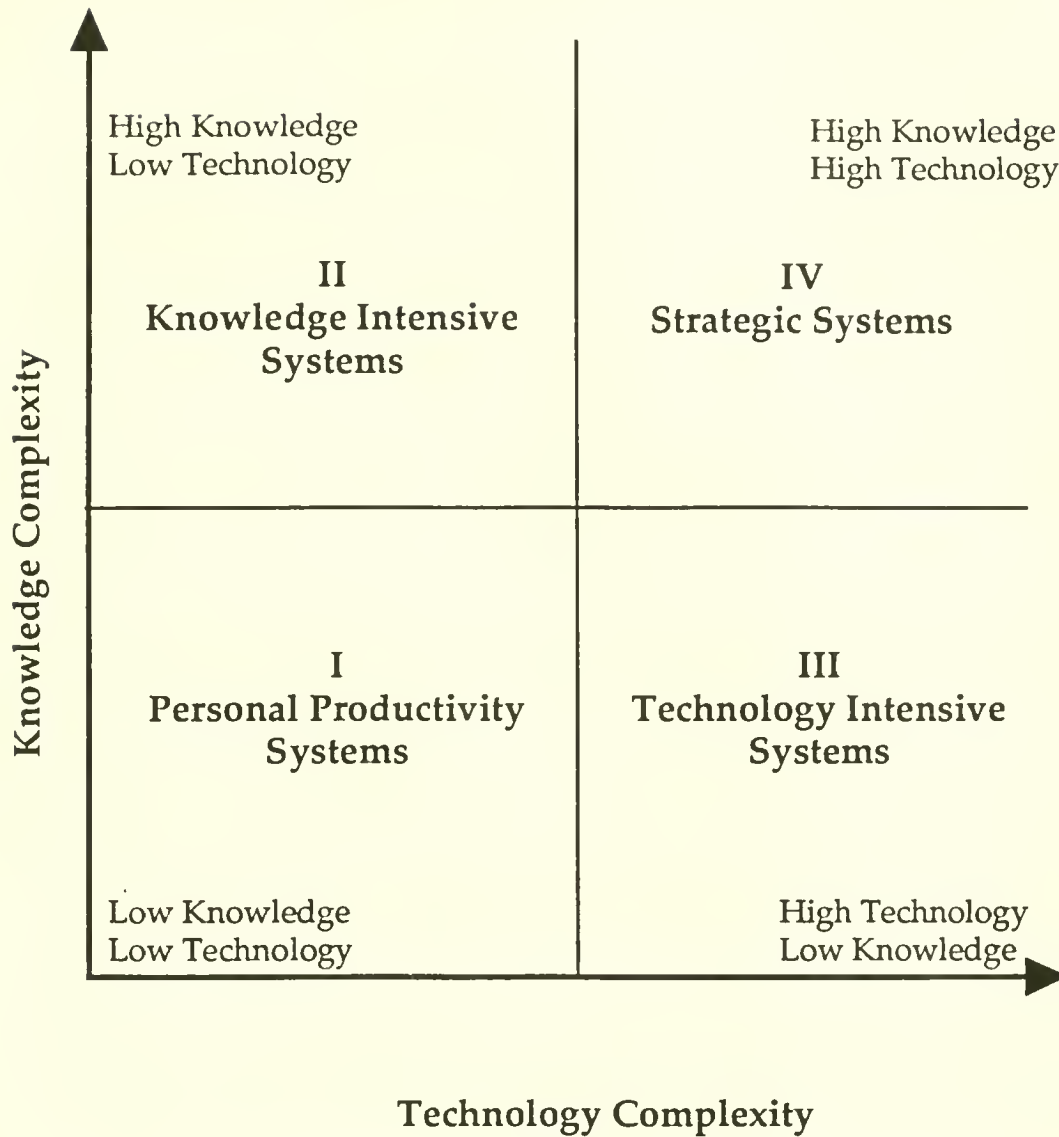 High Knowledge
Low Technology
High Knowledge
High Technology
II
Knowledge Intensive
Systems
IV
Strategic Systems
Knowledge Complexity
I
Personal Productivity
Systems
III
Technology Intensive
Systems
Low Knowledge
Low Technology
High Technology
Low Knowledge
Technology Complexity